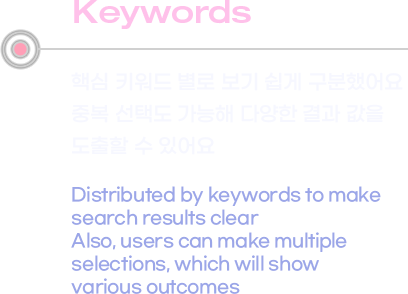 Keywords
핵심 키워드 별로 보기 쉽게 구분했어요
중복 선택도 가능해 다양한 결과 값을
도출할 수 있어요
Distributed by keywords to make
search results clear
Also, users can make multiple
selections, which will show
various outcomes